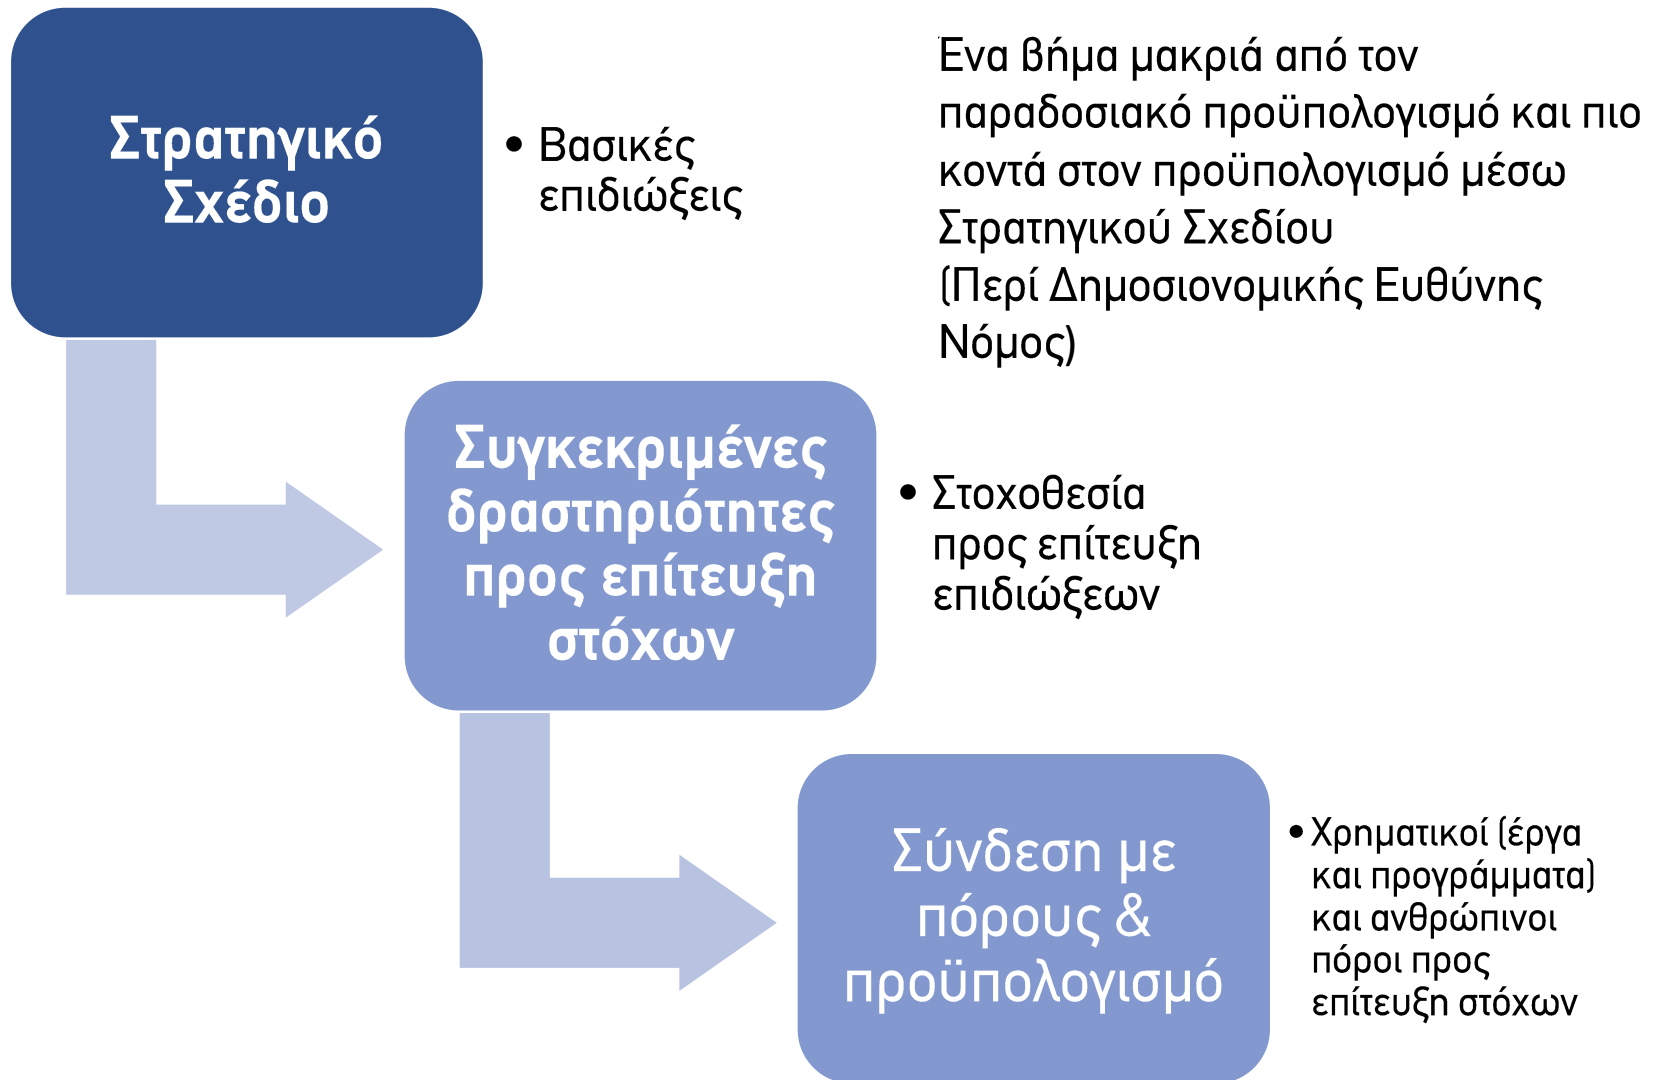 Στρατηγικό
Σχέδιο
• Βασικές
επιδιώξεις
Ένα βήμα μακριά από τον
παραδοσιακό προϋπολογισμό και πιο
κοντά στον προϋπολογισμό μέσω
Στρατηγικού Σχεδίου
(Περί Δημοσιονομικής Ευθύνης
Νόμος)
Συγκεκριμένες
δραστηριότητες
προς επίτευξη
στόχων
• Στοχοθεσία
προς επίτευξη
επιδιώξεων
Σύνδεση με
πόρους &
προϋπολογισμό
• Χρηματικοί (έργα
και προγράμματα)
και ανθρώπινοι
πόροι προς
επίτευξη στόχων